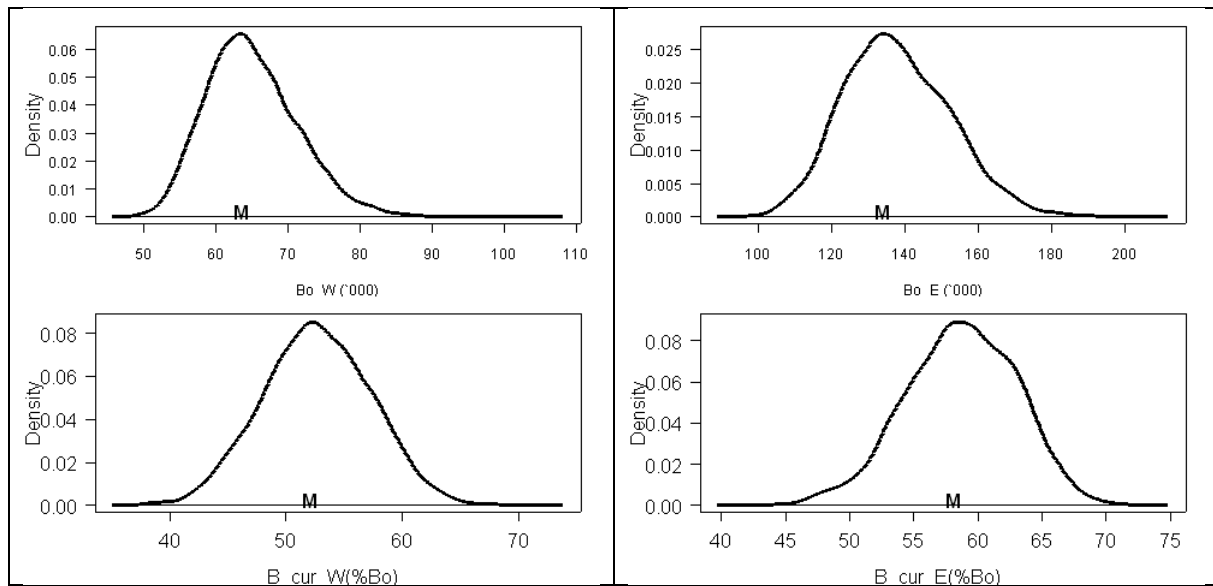 Density
0.06
0.05
0.04
0.03
0.02
0.01
0.00
M
50 60 70 80 90 100 110
Bo W (`000)
Density
0.025
0.020
0.015
0.010
0.005
0.000
M
100 120 140 160 180 200
Bo E (`000)
Density
0.08
0.06
0.04
0.02
0.00
M
40 50 60 70
B cur W(%Bo)
Density
0.08
0.06
0.04
0.02
0.00
M
40 45 50 55 60 65 70 75
B cur E(%Bo)